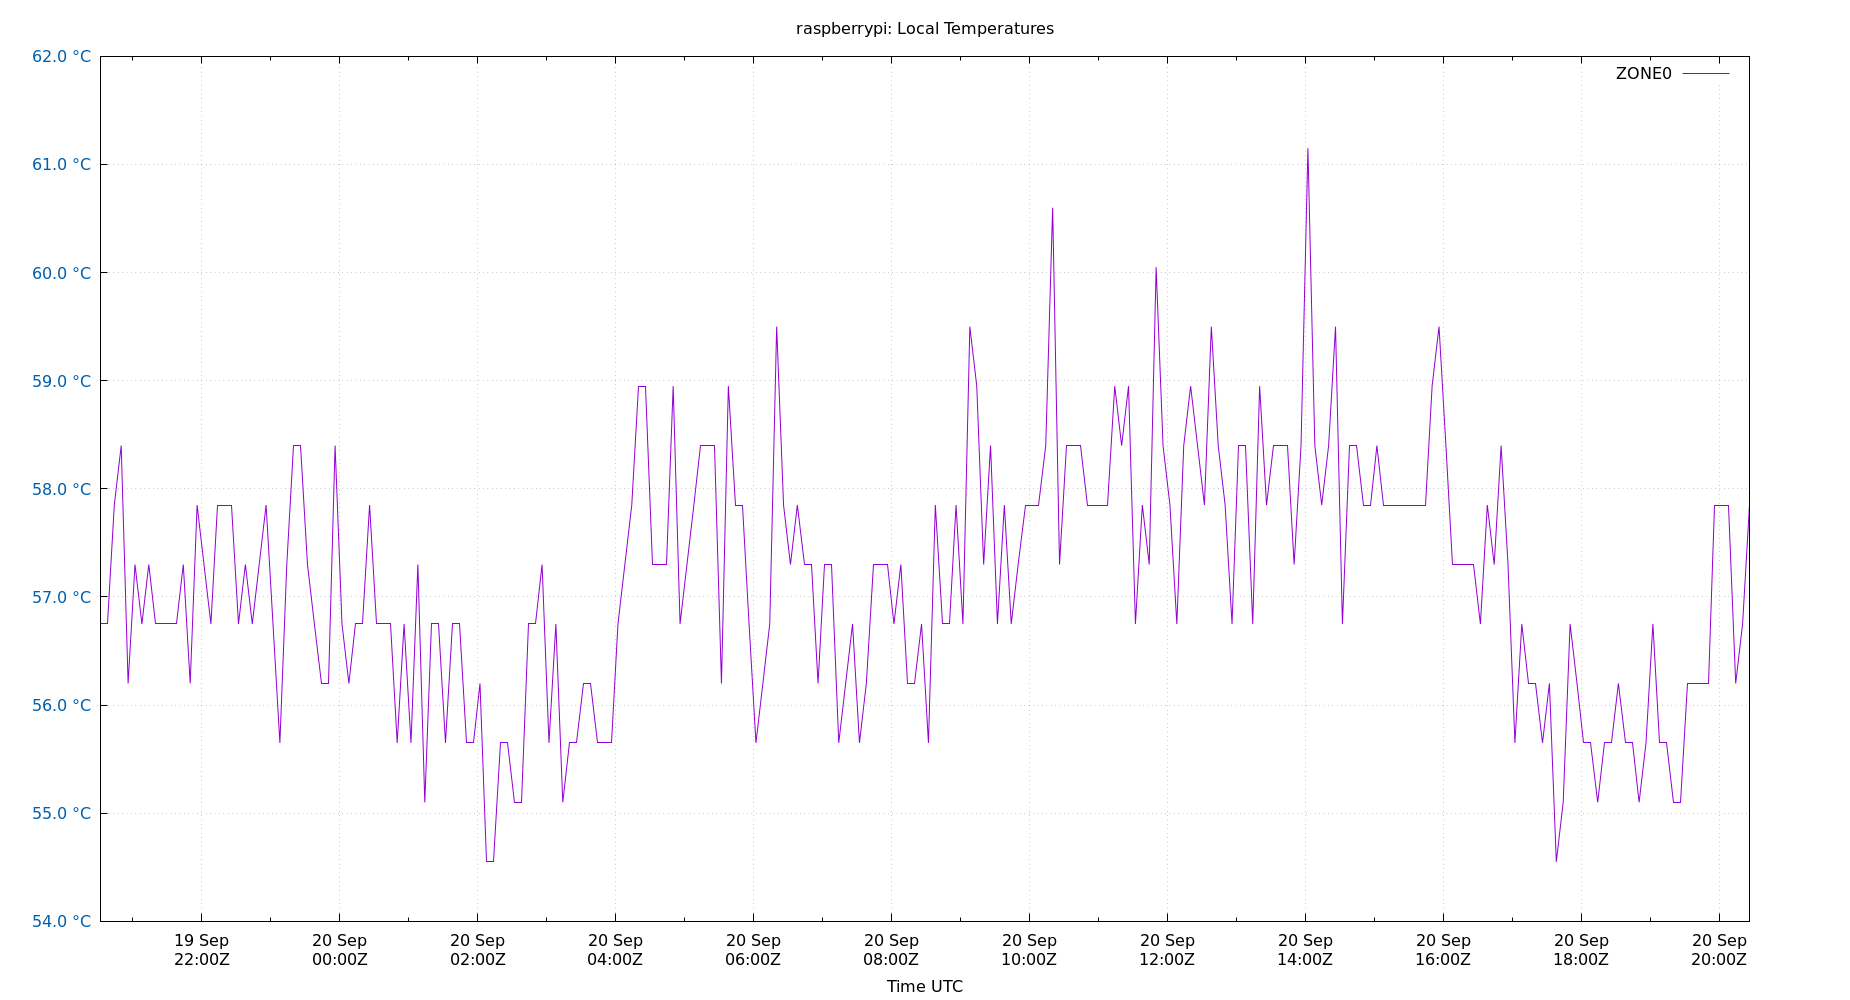 raspberrypi: Local Temperatures
62.0 °C
61.0 °C
60.0 °C
59.0 °C
58.0 °C
57.0 °C
56.0 °C
55.0 °C
54.0 °C
ZONE0
19 Sep 20 Sep 20 Sep 20 Sep 20 Sep 20 Sep 20 Sep 20 Sep 20 Sep 20 Sep 20 Sep 20 Sep
22:00Z 00:00Z 02:00Z 04:00Z 06:00Z 08:00Z 10:00Z 12:00Z 14:00Z 16:00Z 18:00Z 20:00Z
Time UTC